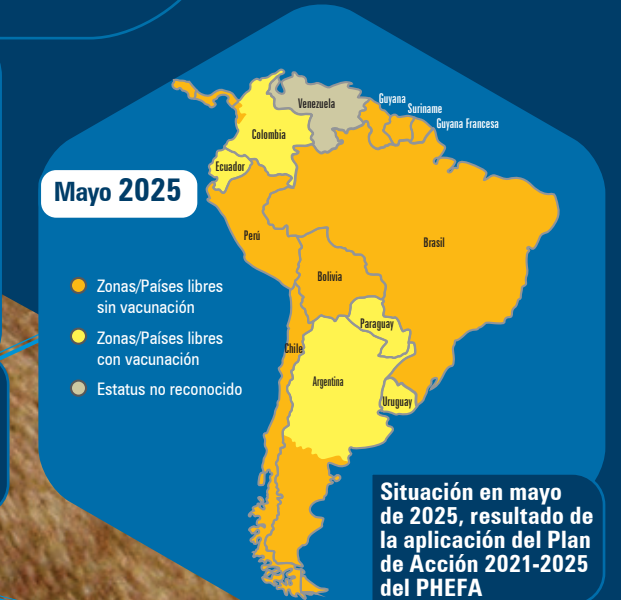 Venezuela
Guyana
Suriname
Guyana Francesa
Colombia
Ecuador
Mayo 2025
Perú
Brasil
Bolivia
Zonas/Países libres
sin vacunación
Zonas/Países libres
con vacunación
Estatus no reconocido
Paraguay
Chile
Argentina
Uruguay
Situación en mayo
de 2025, resultado de
la aplicación del Plan
de Acción 2021-2025
del PHEFA